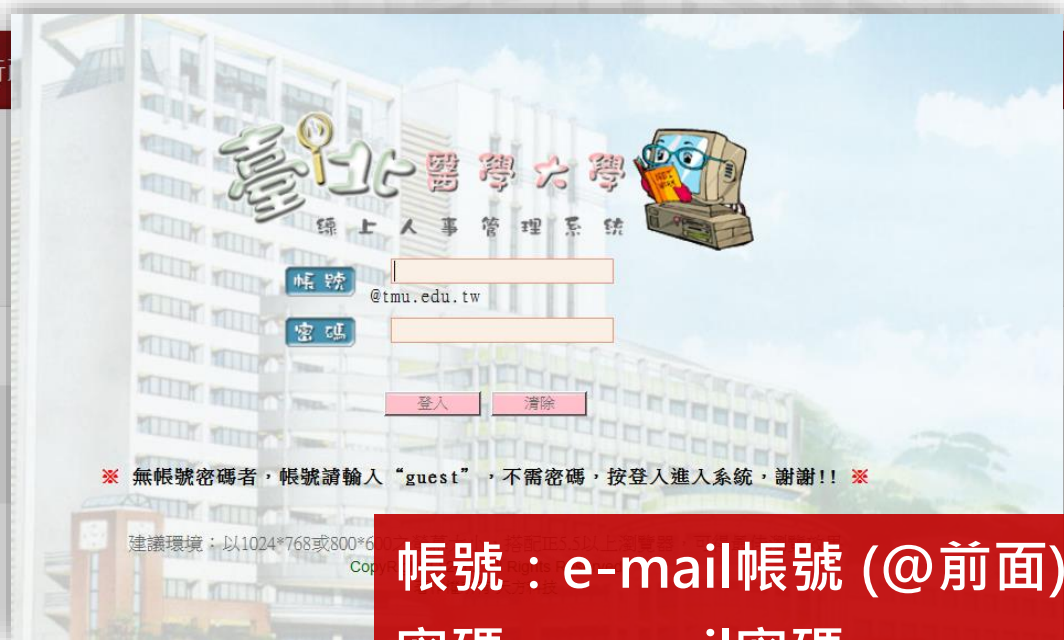 臺北醫學大學
線上人事管理系統
帳號
@tmu.edu.tw
密碼
登入 清除
※ 無帳號密碼者，帳號請輸入“guest”，不需密碼，按登入進入系統，謝謝!! ※
建議環境：以1024*768或800*600
帳號：e-mail帳號 (@前面)